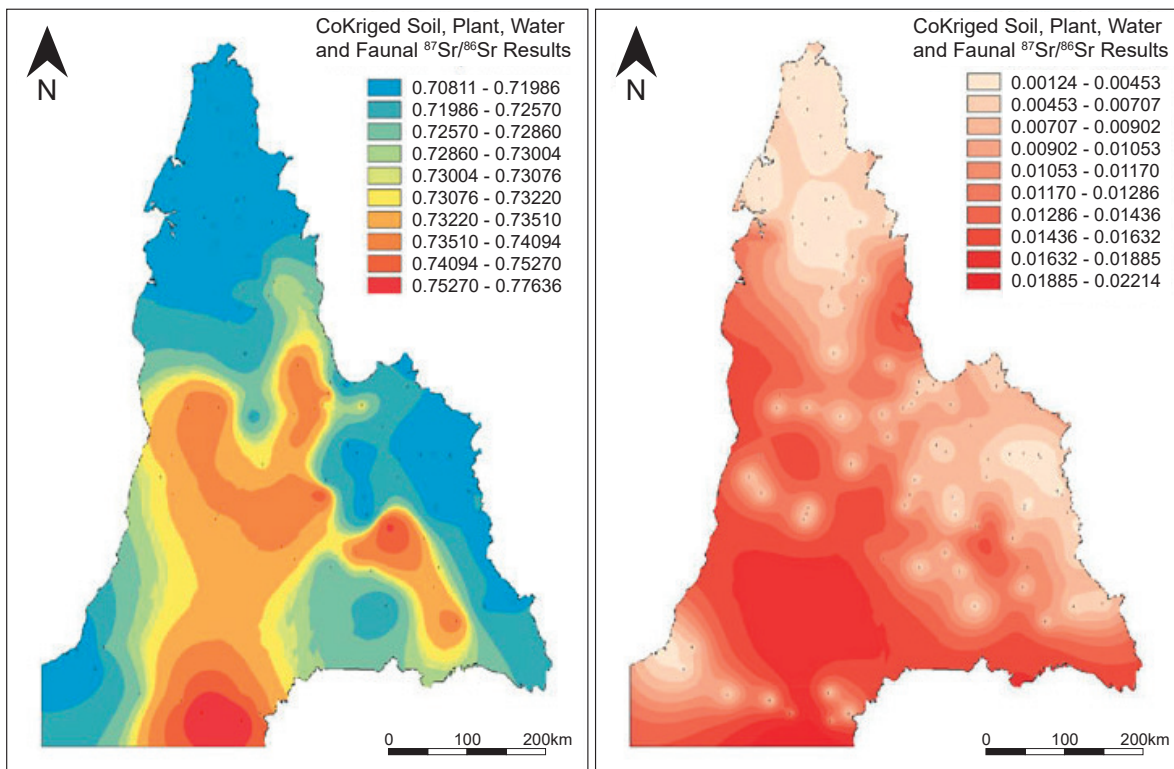 CoKriged Soil, Plant, Water
and Faunal ⁸⁷Sr/⁸⁶Sr Results
N
0.70811 - 0.71986
0.71986 - 0.72570
0.72570 - 0.72860
0.72860 - 0.73004
0.73004 - 0.73076
0.73076 - 0.73220
0.73220 - 0.73510
0.73510 - 0.74094
0.74094 - 0.75270
0.75270 - 0.77636
0 100 200km
CoKriged Soil, Plant, Water
and Faunal ⁸⁷Sr/⁸⁶Sr Results
N
0.00124 - 0.00453
0.00453 - 0.00707
0.00707 - 0.00902
0.00902 - 0.01053
0.01053 - 0.01170
0.01170 - 0.01286
0.01286 - 0.01436
0.01436 - 0.01632
0.01632 - 0.01885
0.01885 - 0.02214
0 100 200km